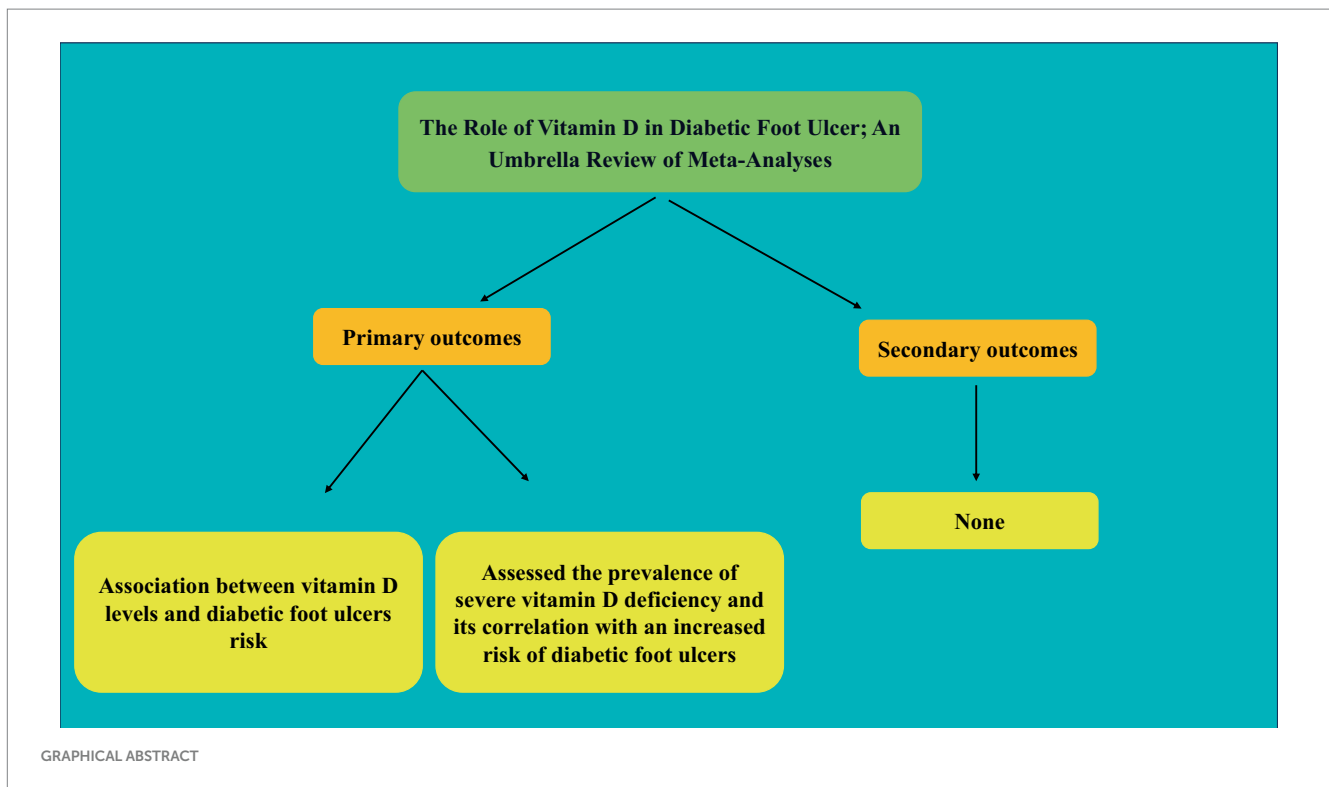 The Role of Vitamin D in Diabetic Foot Ulcer; An
Umbrella Review of Meta-Analyses
Primary outcomes
Secondary outcomes
Association between vitamin D
levels and diabetic foot ulcers
risk
Assessed the prevalence of
severe vitamin D deficiency and
its correlation with an increased
risk of diabetic foot ulcers
None
GRAPHICAL ABSTRACT